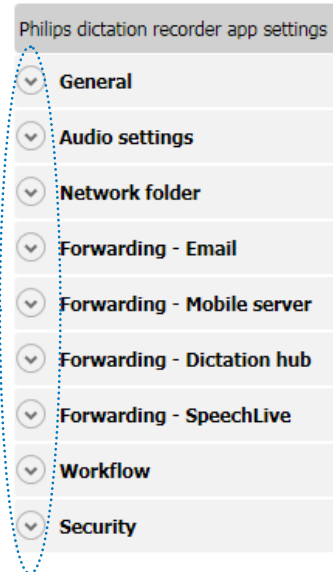 Philips dictation recorder app settings
General
Audio settings
Network folder
Forwarding - Email
Forwarding - Mobile server
Forwarding - Dictation hub
Forwarding - SpeechLive
Workflow
Security